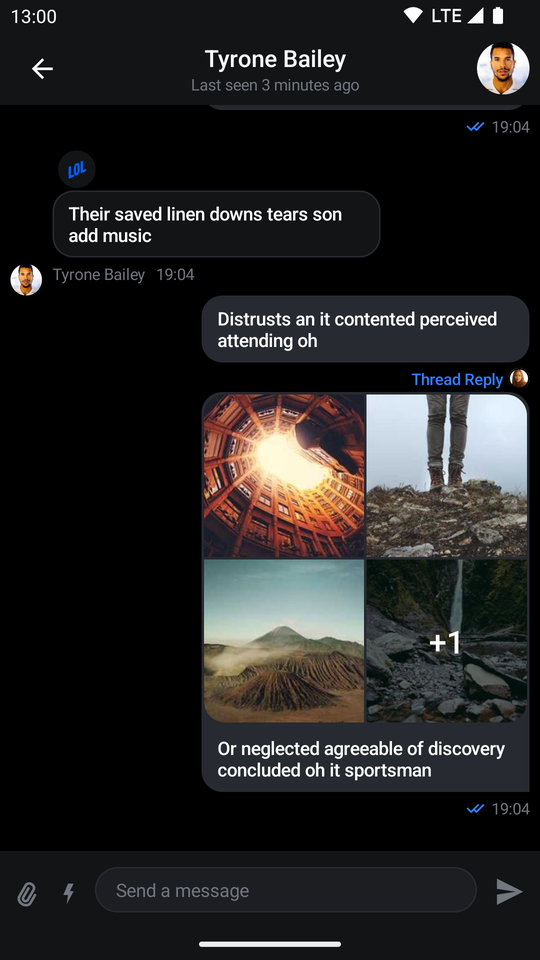 13:00
LTE
Tyrone Bailey
Last seen 3 minutes ago
19:04
LOL
Their saved linen downs tears son
add music
Tyrone Bailey 19:04
Distrusts an it contented perceived
attending oh
Thread Reply
+1
Or neglected agreeable of discovery
concluded oh it sportsman
19:04
Send a message